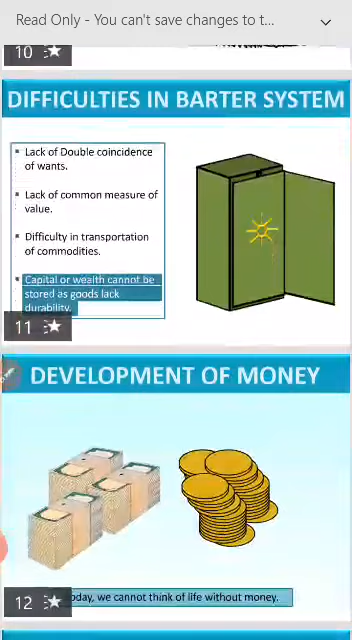 Read Only - You can't save changes to t...
10
DIFFICULTIES IN BARTER SYSTEM
▪ Lack of Double coincidence
of wants.
▪ Lack of common measure of
value.
▪ Difficulty in transportation
of commodities.
▪ Capital or wealth cannot be
stored as goods lack
durability.
11
DEVELOPMENT OF MONEY
12
we cannot think of life without money.